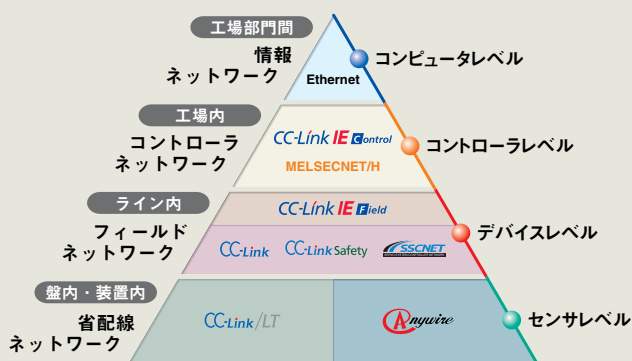 工場部門間
情報
ネットワーク
Ethernet
コンピュータレベル
工場内
コントローラ
ネットワーク
CC-Link IE Control
MELSECNET/H
コントローラレベル
ライン内
フィールド
ネットワーク
CC-Link IE Field
CC-Link
CC-Link Safety
SSCNET
SERVO SYSTEM CONTROLLER NETWORK
デバイスレベル
盤内・装置内
省配線
ネットワーク
CC-Link/LT
Anywire
センサレベル